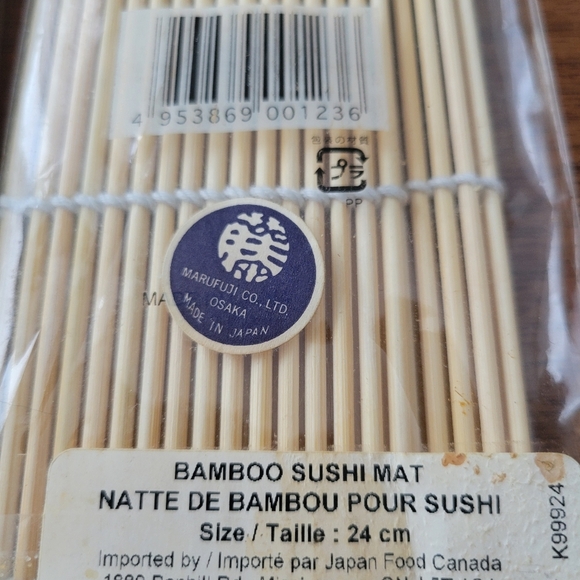 4 953869 001236
包装の材質
プラ
PP
MA
MARUFUJI CO., LTD.
OSAKA
MADE IN JAPAN
BAMBOO SUSHI MAT
NATTE DE BAMBOU POUR SUSHI
Size / Taille : 24 cm
Imported by / Importé par Japan Food Canada
K99924